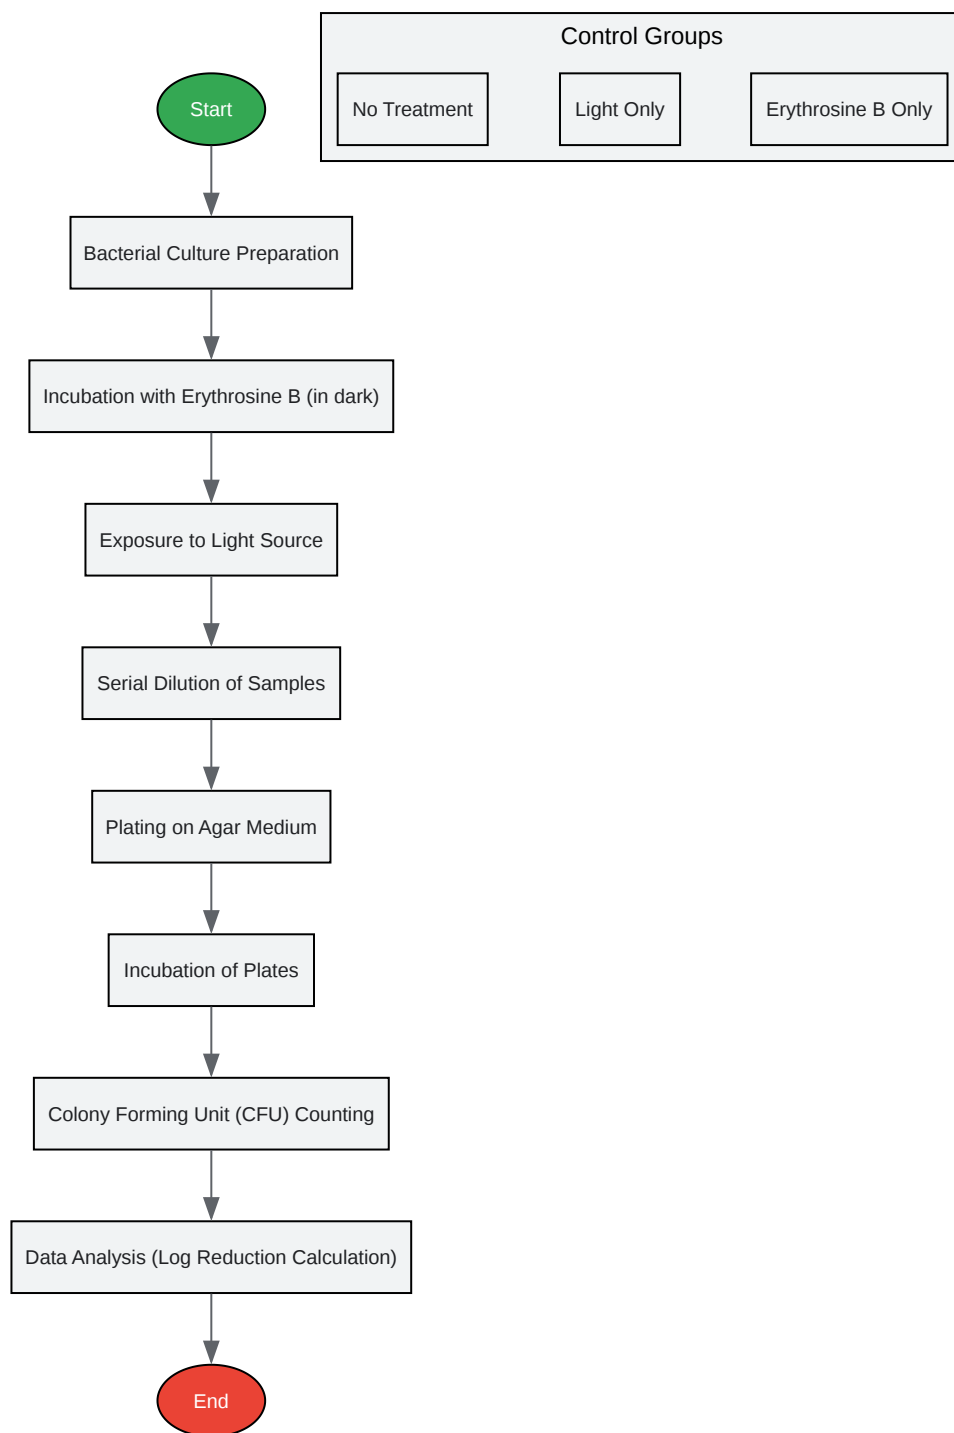 Control Groups
Start
No Treatment
Light Only
Erythrosine B Only
Bacterial Culture Preparation
Incubation with Erythrosine B (in dark)
Exposure to Light Source
Serial Dilution of Samples
Plating on Agar Medium
Incubation of Plates
Colony Forming Unit (CFU) Counting
Data Analysis (Log Reduction Calculation)
End